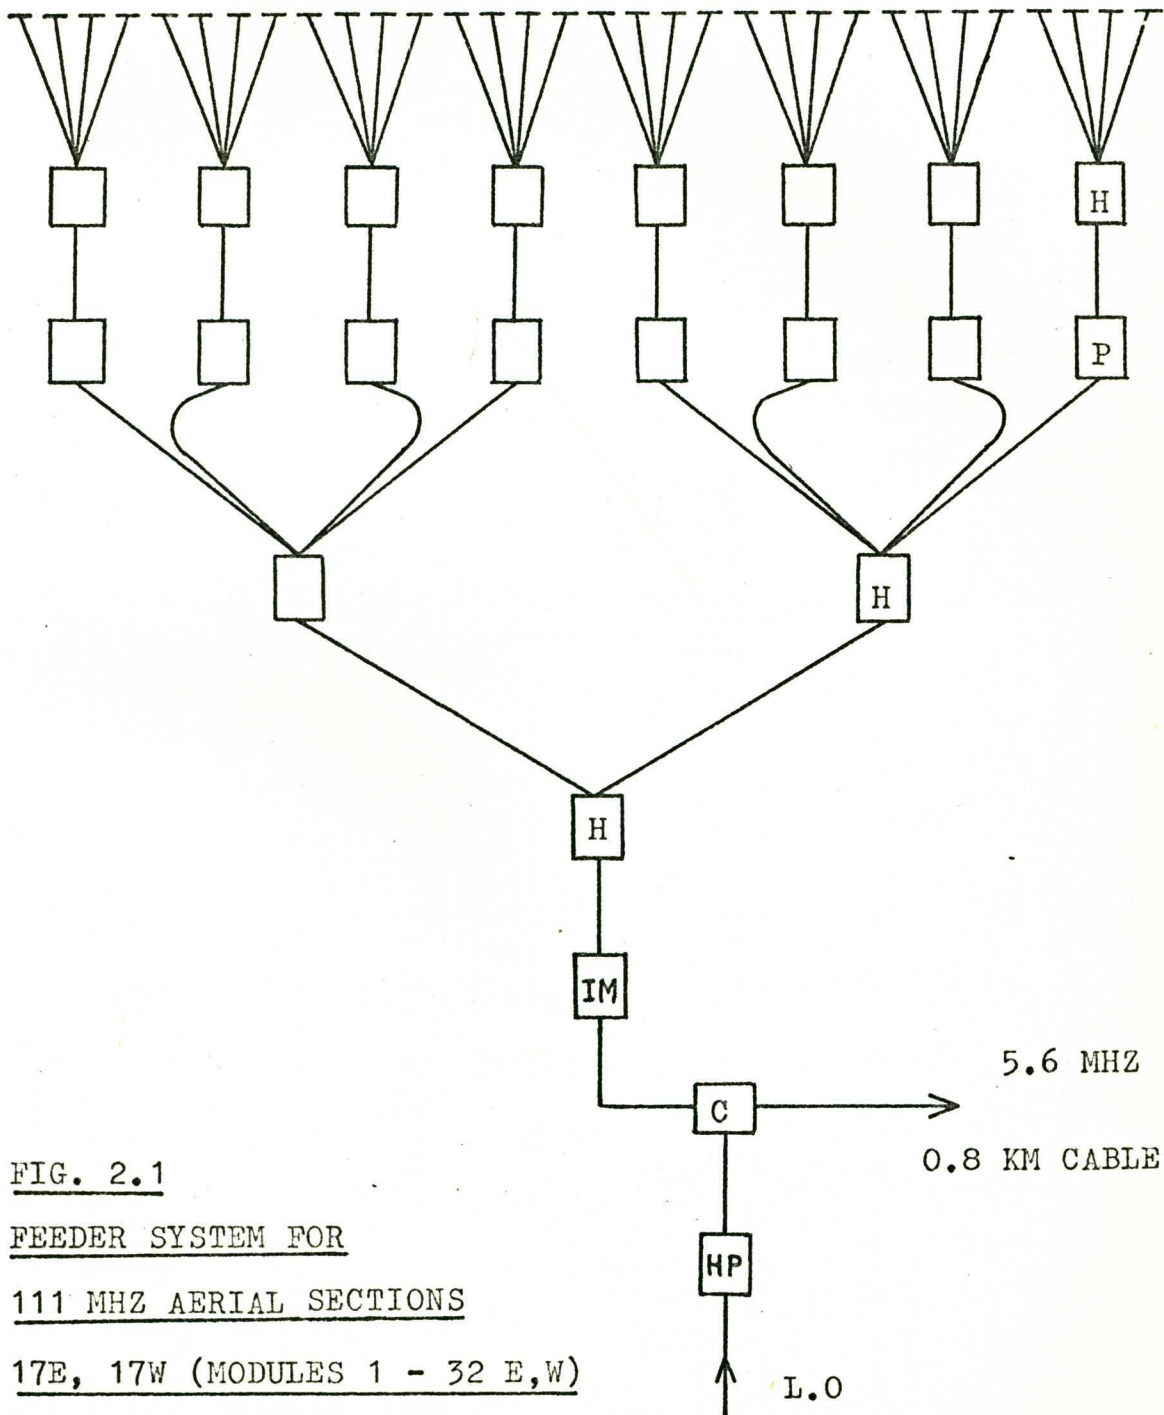 H
P
H
H
IM
5.6 MHZ
C
0.8 KM CABLE
FIG. 2.1
FEEDER SYSTEM FOR
HP
111 MHZ AERIAL SECTIONS
17E, 17W (MODULES 1 - 32 E,W)
L.O